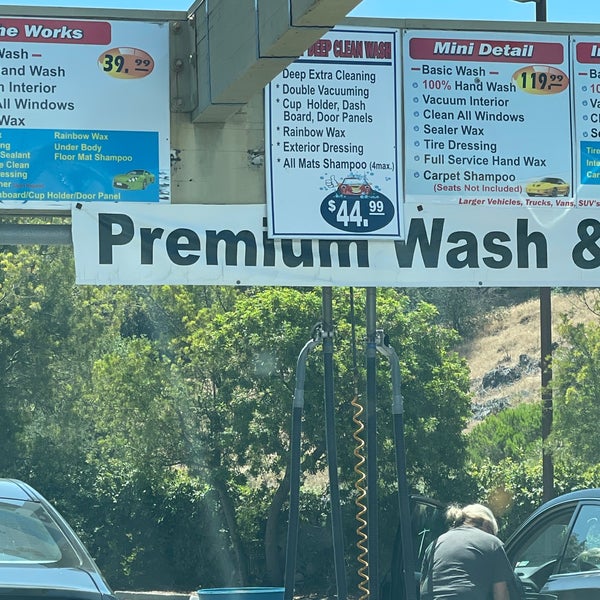 he Works
39.99
Wash
and Wash
n Interior
All Windows
Wax
Sealant
Dressing
Rainbow Wax
Under Body
Floor Mat Shampoo
board/Cup Holder/Door Panel
DEEP CLEAN WASH
* Deep Extra Cleaning
* Double Vacuuming
* Cup Holder, Dash
Board, Door Panels
* Rainbow Wax
* Exterior Dressing
* All Mats Shampoo (4max.)
$44.99
Mini Detail
119.99
— Basic Wash —
• 100% Hand Wash
• Vacuum Interior
• Clean All Windows
• Sealer Wax
• Tire Dressing
• Full Service Hand Wax
• Carpet Shampoo
(Seats Not Included)
Larger Vehicles, Trucks, Vans, SUV's
Premium Wash &